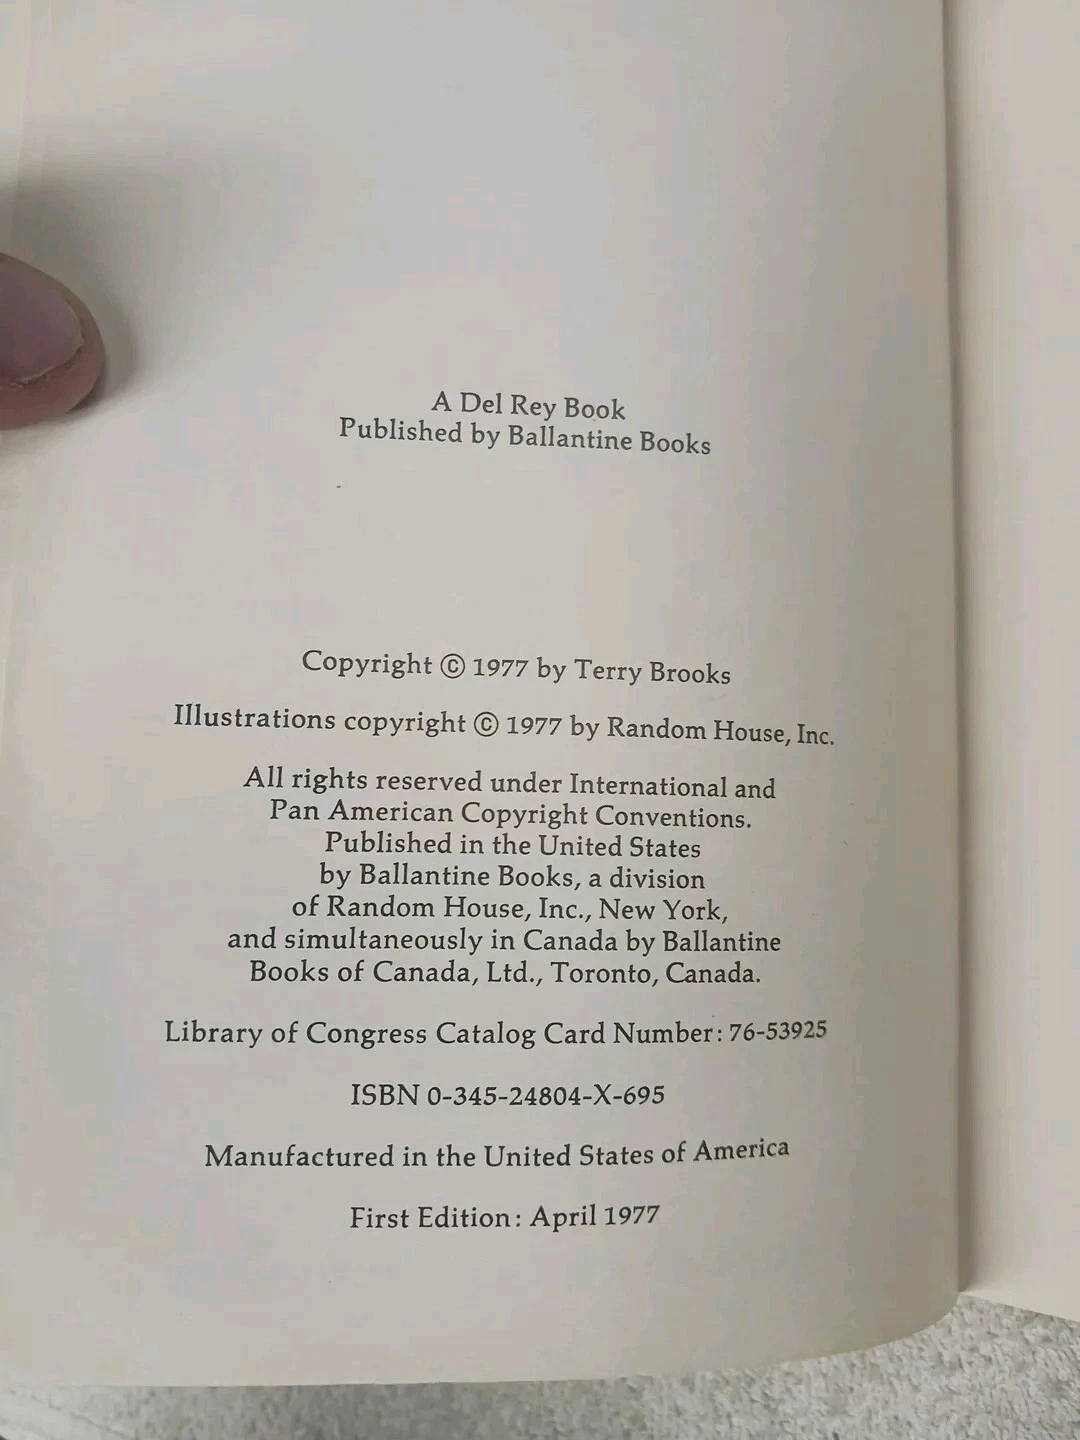 A Del Rey Book
Published by Ballantine Books
Copyright © 1977 by Terry Brooks
Illustrations copyright © 1977 by Random House, Inc.
All rights reserved under International and
Pan American Copyright Conventions.
Published in the United States
by Ballantine Books, a division
of Random House, Inc., New York,
and simultaneously in Canada by Ballantine
Books of Canada, Ltd., Toronto, Canada.
Library of Congress Catalog Card Number: 76-53925
ISBN 0-345-24804-X-695
Manufactured in the United States of America
First Edition: April 1977